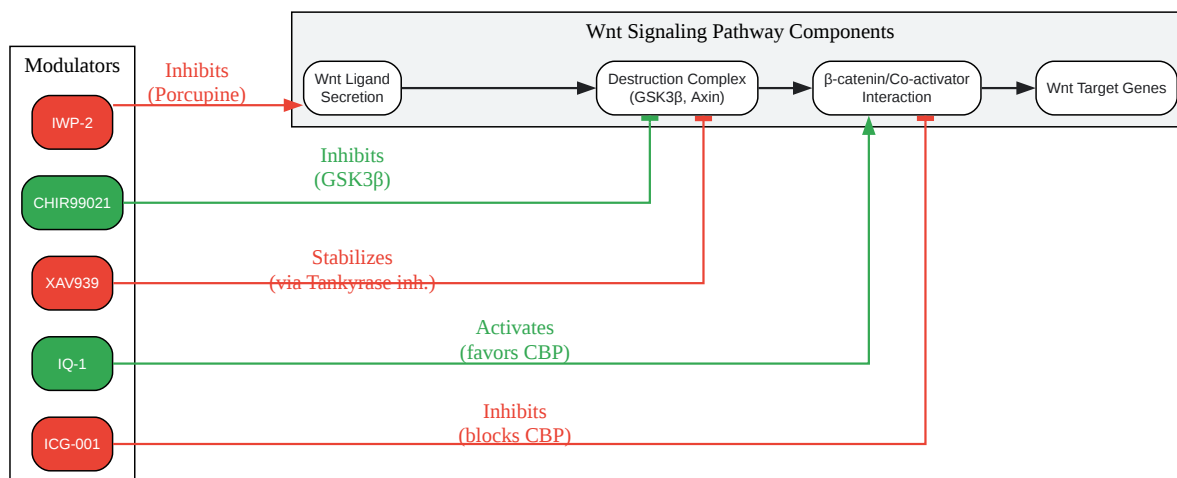 Wnt Signaling Pathway Components
Modulators
Inhibits
(Porcupine)
Wnt Ligand
Secretion
Destruction Complex
(GSK3β, Axin)
β-catenin/Co-activator
Interaction
Wnt Target Genes
IWP-2
Inhibits
(GSK3β)
CHIR99021
Stabilizes
(via Tankyrase inh.)
XAV939
Activates
(favors CBP)
IQ-1
Inhibits
(blocks CBP)
ICG-001